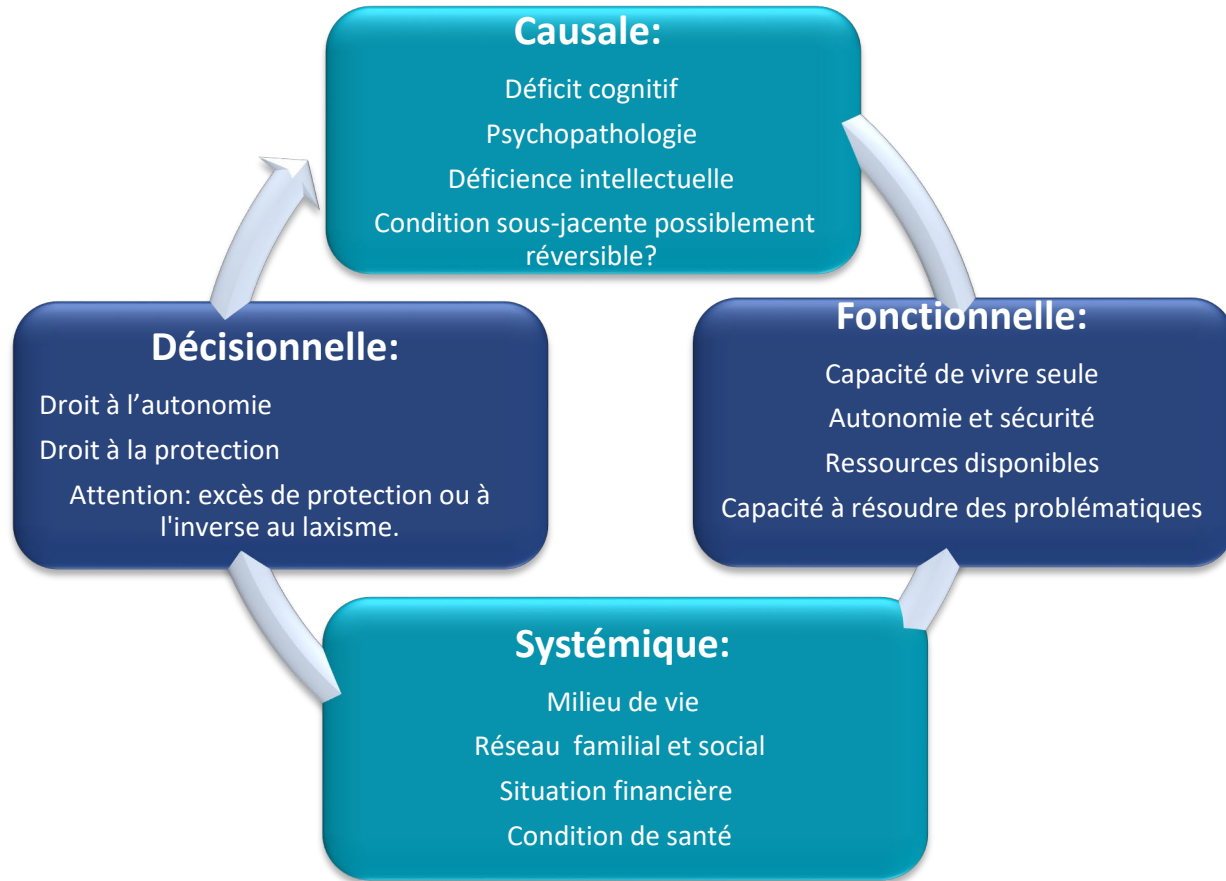 Causale:
Déficit cognitif
Psychopathologie
Déficience intellectuelle
Condition sous-jacente possiblement
réversible?
Fonctionnelle:
Capacité de vivre seule
Autonomie et sécurité
Ressources disponibles
Capacité à résoudre des problématiques
Systémique:
Milieu de vie
Réseau  familial et social
Situation financière
Condition de santé
Décisionnelle:
Droit à l’autonomie
Droit à la protection
Attention: excès de protection ou à
l'inverse au laxisme.